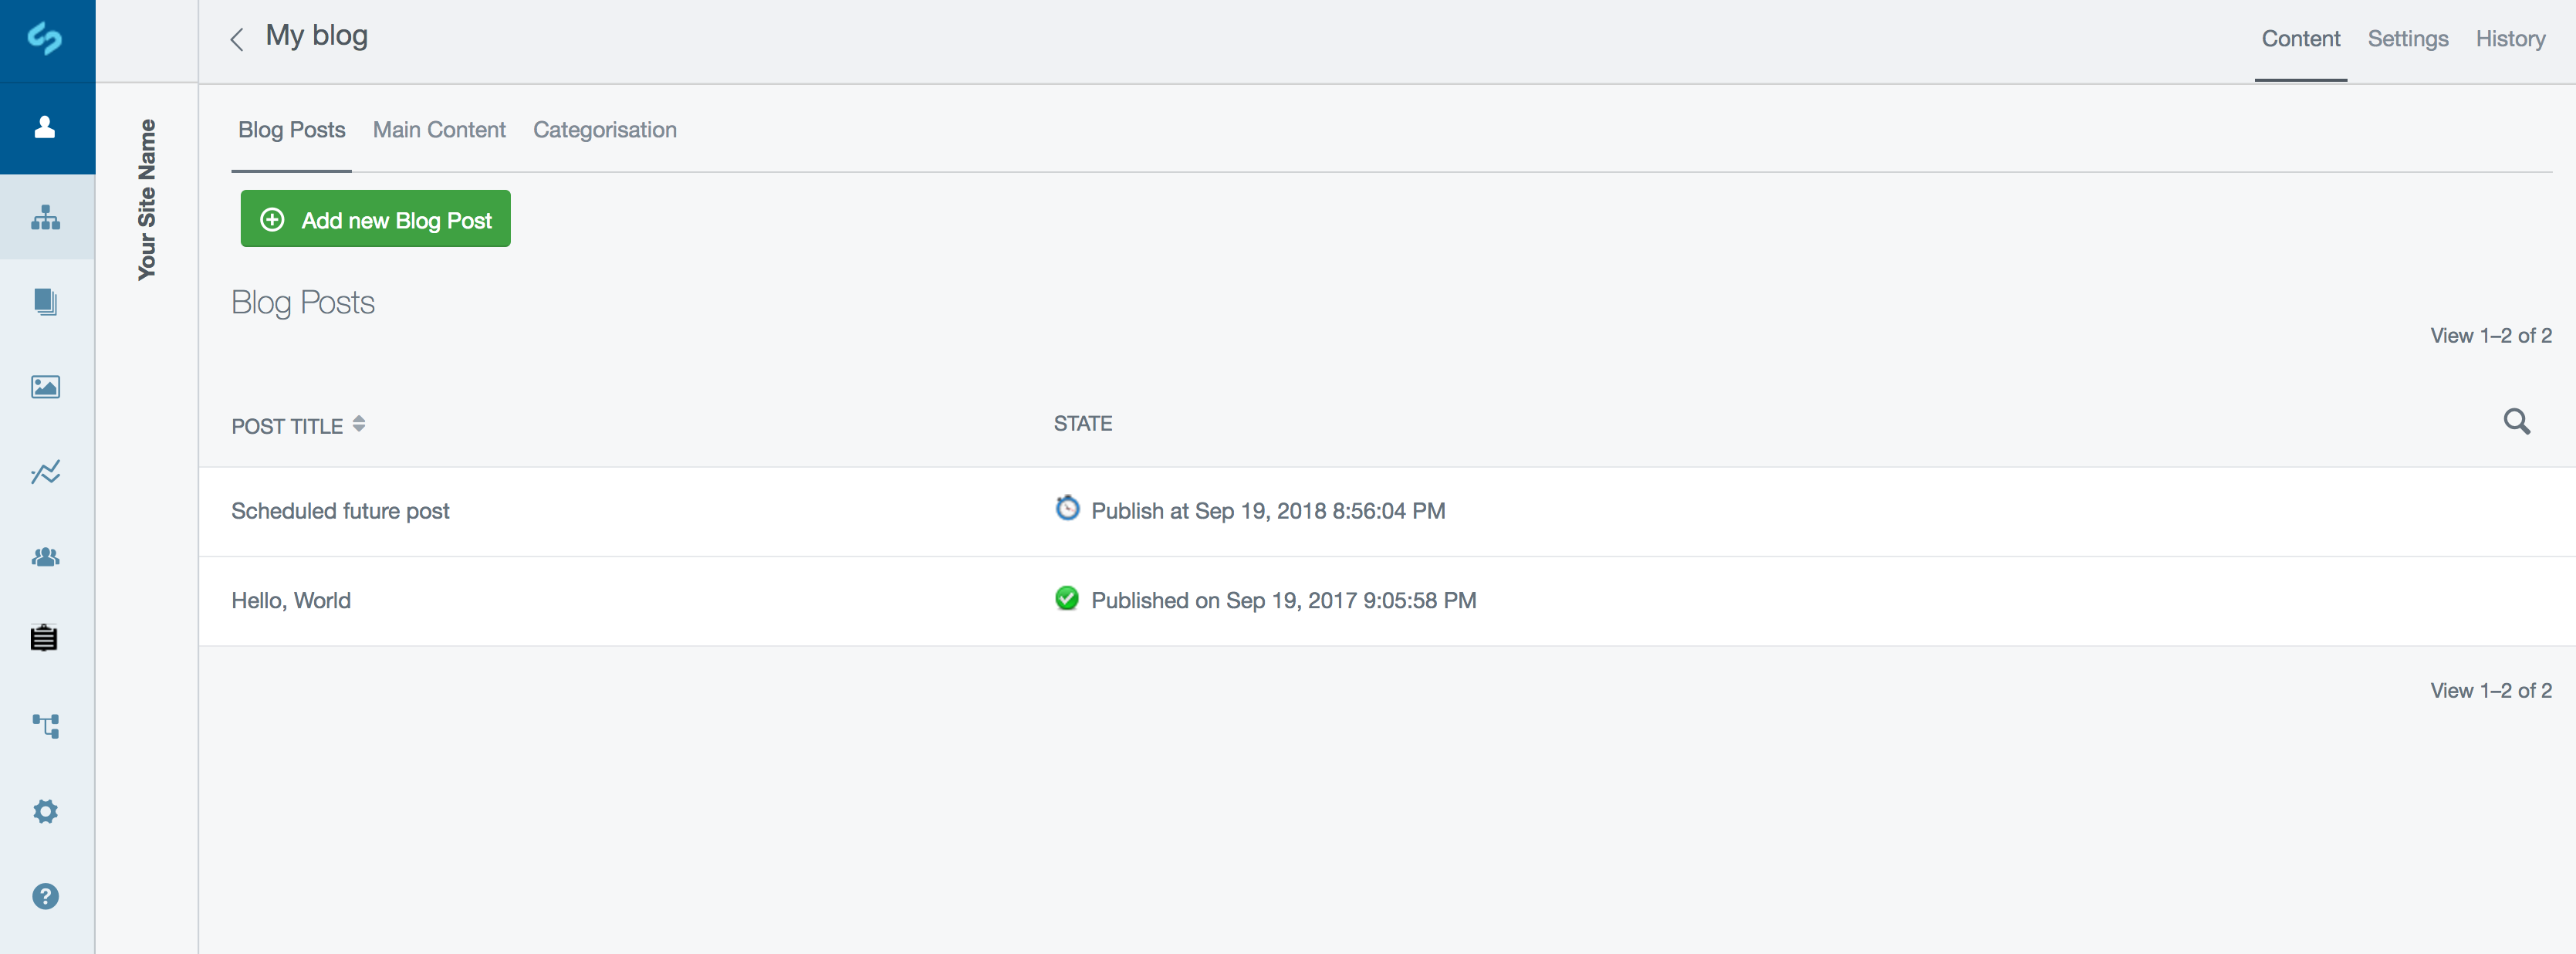 My blog
Content Settings History
Your Site Name
Blog Posts Main Content Categorisation
Add new Blog Post
Blog Posts
View 1–2 of 2
POST TITLE STATE
Scheduled future post Publish at Sep 19, 2018 8:56:04 PM
Hello, World Published on Sep 19, 2017 9:05:58 PM
View 1–2 of 2